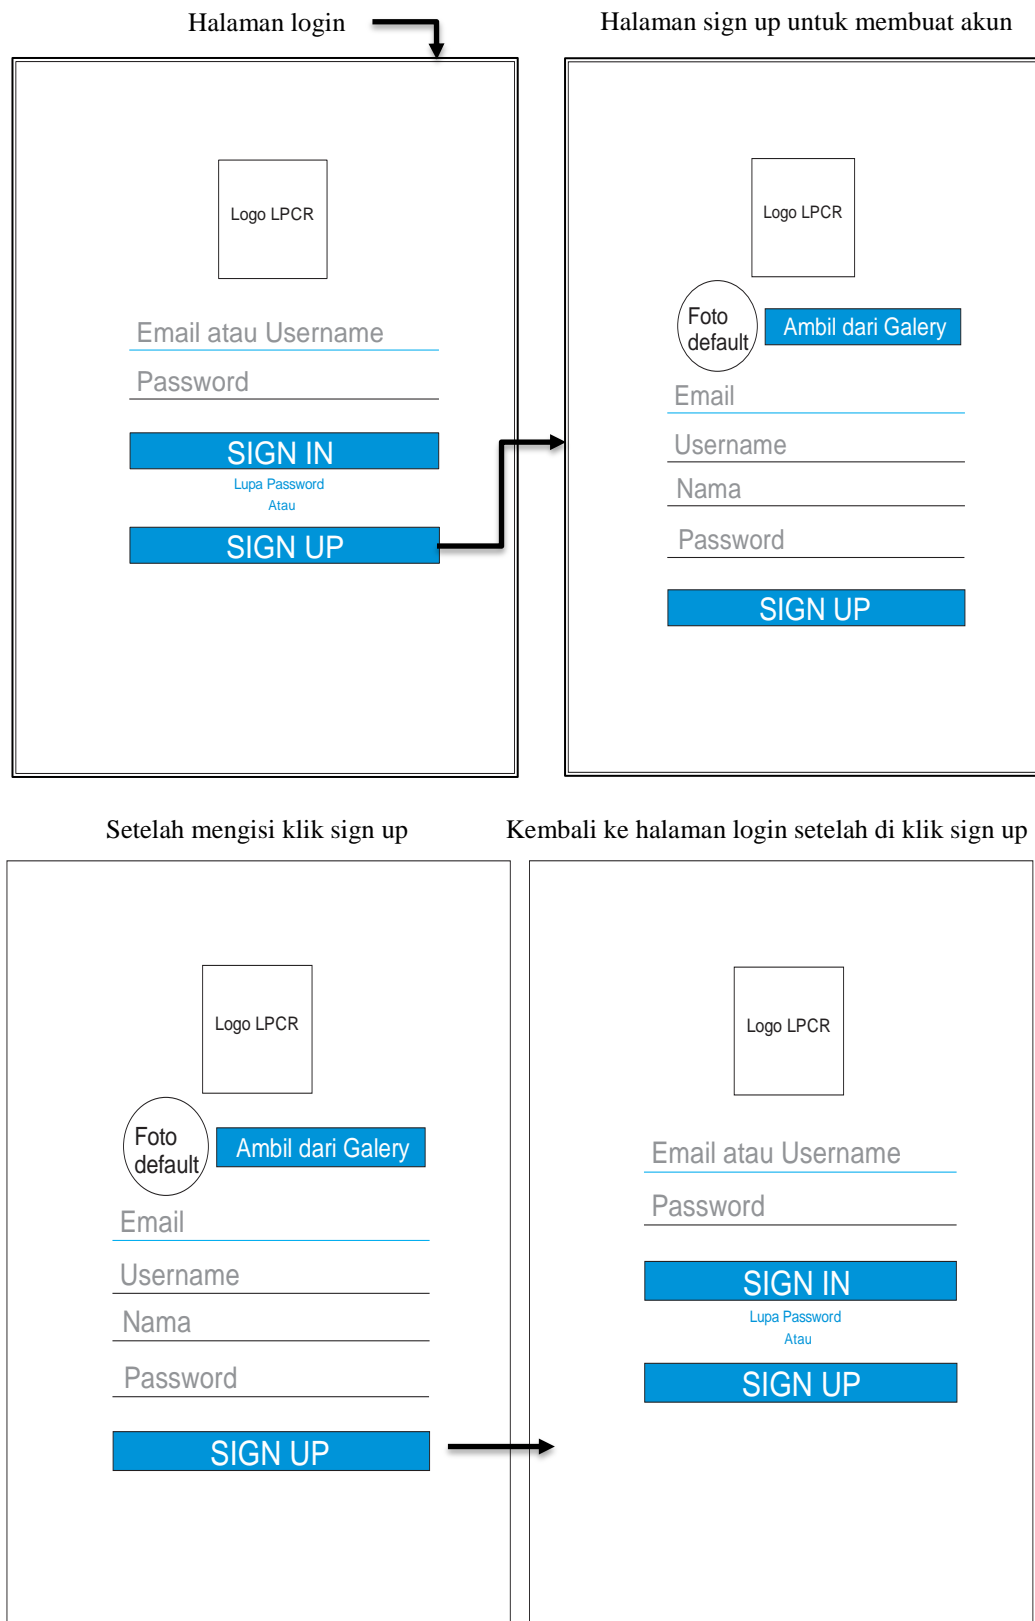 Halaman login
Halaman sign up untuk membuat akun
Logo LPCR
Email atau Username
Password
SIGN IN
Lupa Password
Atau
SIGN UP
Logo LPCR
Foto
default
Ambil dari Galery
Email
Username
Nama
Password
SIGN UP
Setelah mengisi klik sign up
Kembali ke halaman login setelah di klik sign up
Logo LPCR
Foto
default
Ambil dari Galery
Email
Username
Nama
Password
SIGN UP
Logo LPCR
Email atau Username
Password
SIGN IN
Lupa Password
Atau
SIGN UP